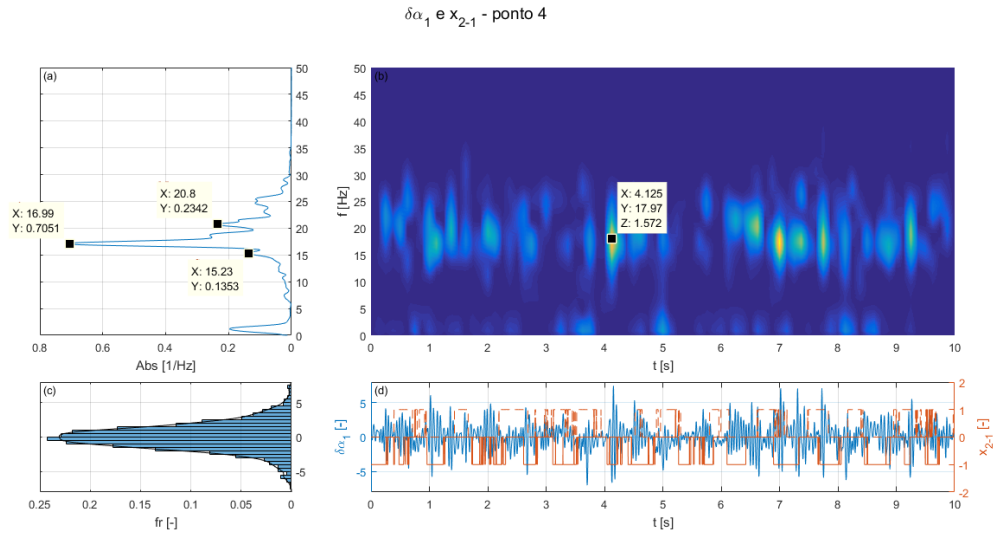 δα1 e x2-1 - ponto 4
(a)
50
45
40
35
30
25
20
15
10
5
0
X: 20.8
Y: 0.2342
X: 16.99
Y: 0.7051
X: 15.23
Y: 0.1353
0.8 0.6 0.4 0.2 0
Abs [1/Hz]
(b)
50
45
40
35
30
25
20
15
10
5
0
f [Hz]
X: 4.125
Y: 17.97
Z: 1.572
0 1 2 3 4 5 6 7 8 9 10
t [s]
(c)
5
0
-5
0.25 0.2 0.15 0.1 0.05 0
fr [-]
(d)
5
0
-5
δα1 [-]
2
1
0
-1
-2
x2-1 [-]
0 1 2 3 4 5 6 7 8 9 10
t [s]